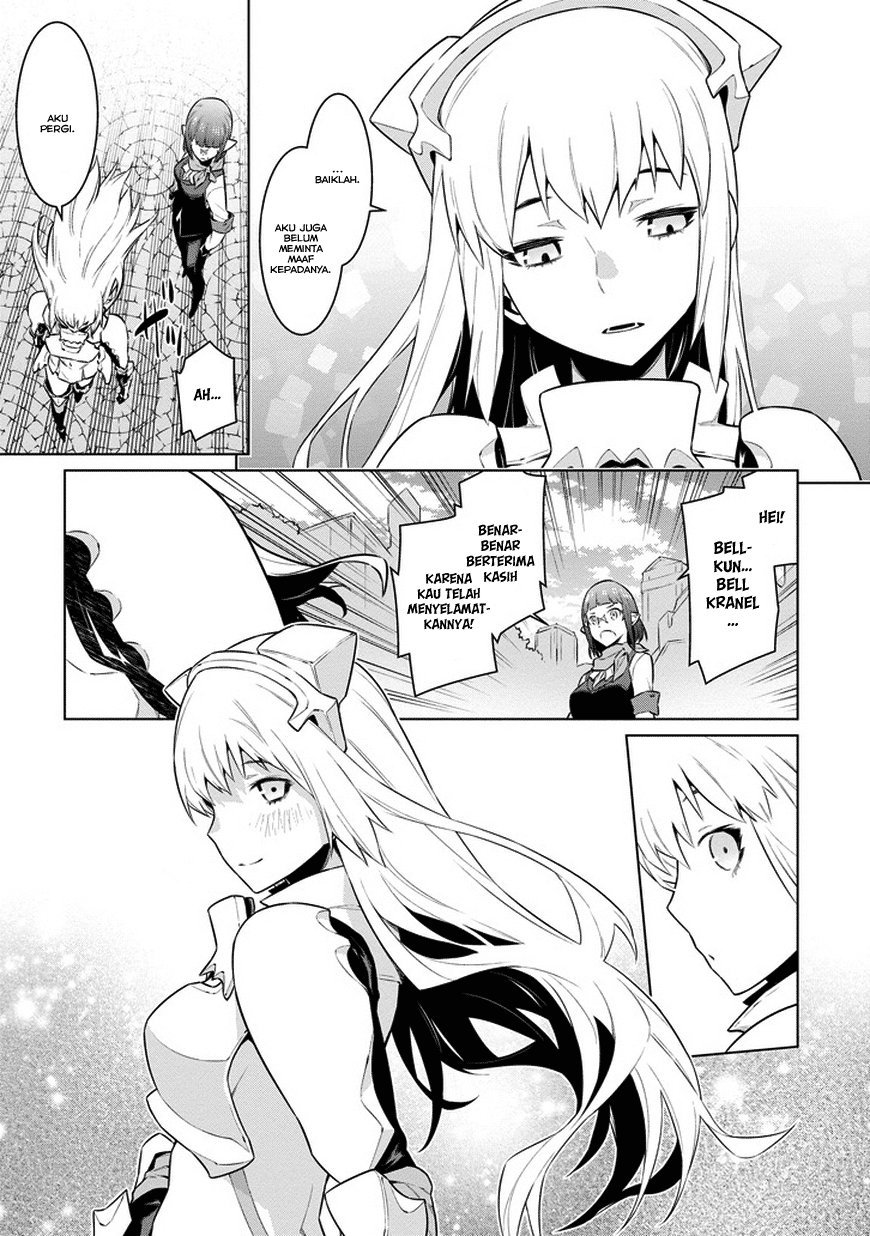 ...
BAIKLAH.
AKU JUGA
BELUM
MEMINTA
MAAF
KEPADANYA.
AKU
PERGI.
AH...
HEI!
BELL-
KUN...
BELL
KRANEL
...
BENAR-
BENAR
BERTERIMA
KASIH
KARENA
KAU TELAH
MENYELAMAT-
KANNYA!